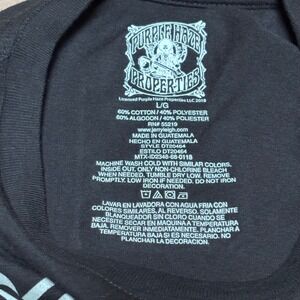 PURPLE HAZE
PROPERTIES
Licensed Purple Haze Properties LLC 2019
L/G
60% COTTON / 40% POLYESTER
60% ALGODON / 40% POLIESTER
RN# 55219
www.jerryleigh.com
MADE IN GUATEMALA
HECHO EN GUATEMALA
STYLE DT20464
ESTILO DT20464
MTX-ID2348-68-0118
MACHINE WASH COLD WITH SIMILAR COLORS,
INSIDE OUT, ONLY NON-CHLORINE BLEACH
WHEN NEEDED. TUMBLE DRY LOW. REMOVE
PROMPTLY. LOW IRON IF NEEDED. DO NOT IRON
DECORATION.
LAVAR EN LAVADORA CON AGUA FRIA CON
COLORES SIMILARES, AL REVERSO. SOLAMENTE
BLANQUEADOR SIN CLORO CUANDO SE
NECESITE SECAR EN MAQUINA A TEMPERATURA
BAJA. REMOVER INMEDIATAMENTE. PLANCHAR A
TEMPERATURA BAJA SI ES NECESARIO. NO PLANCHAR
LA DECORACION.